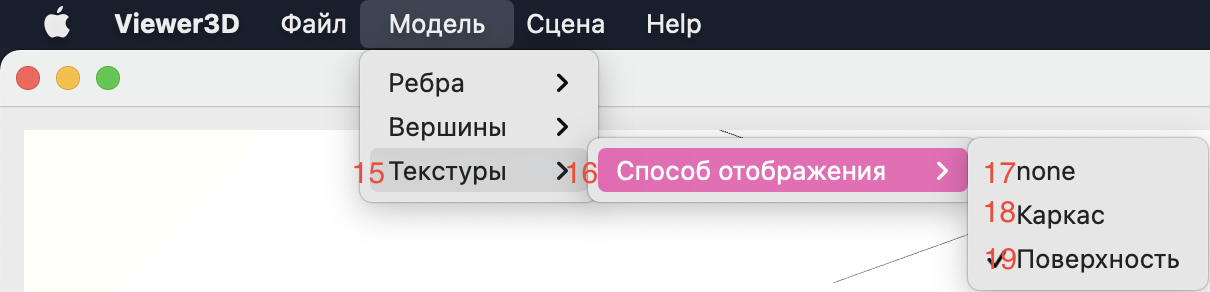 Viewer3D Файл Модель Сцена Help
Ребра
Вершины
15 Текстуры 16 Способ отображения 17 none
18 Каркас
19 Поверхность